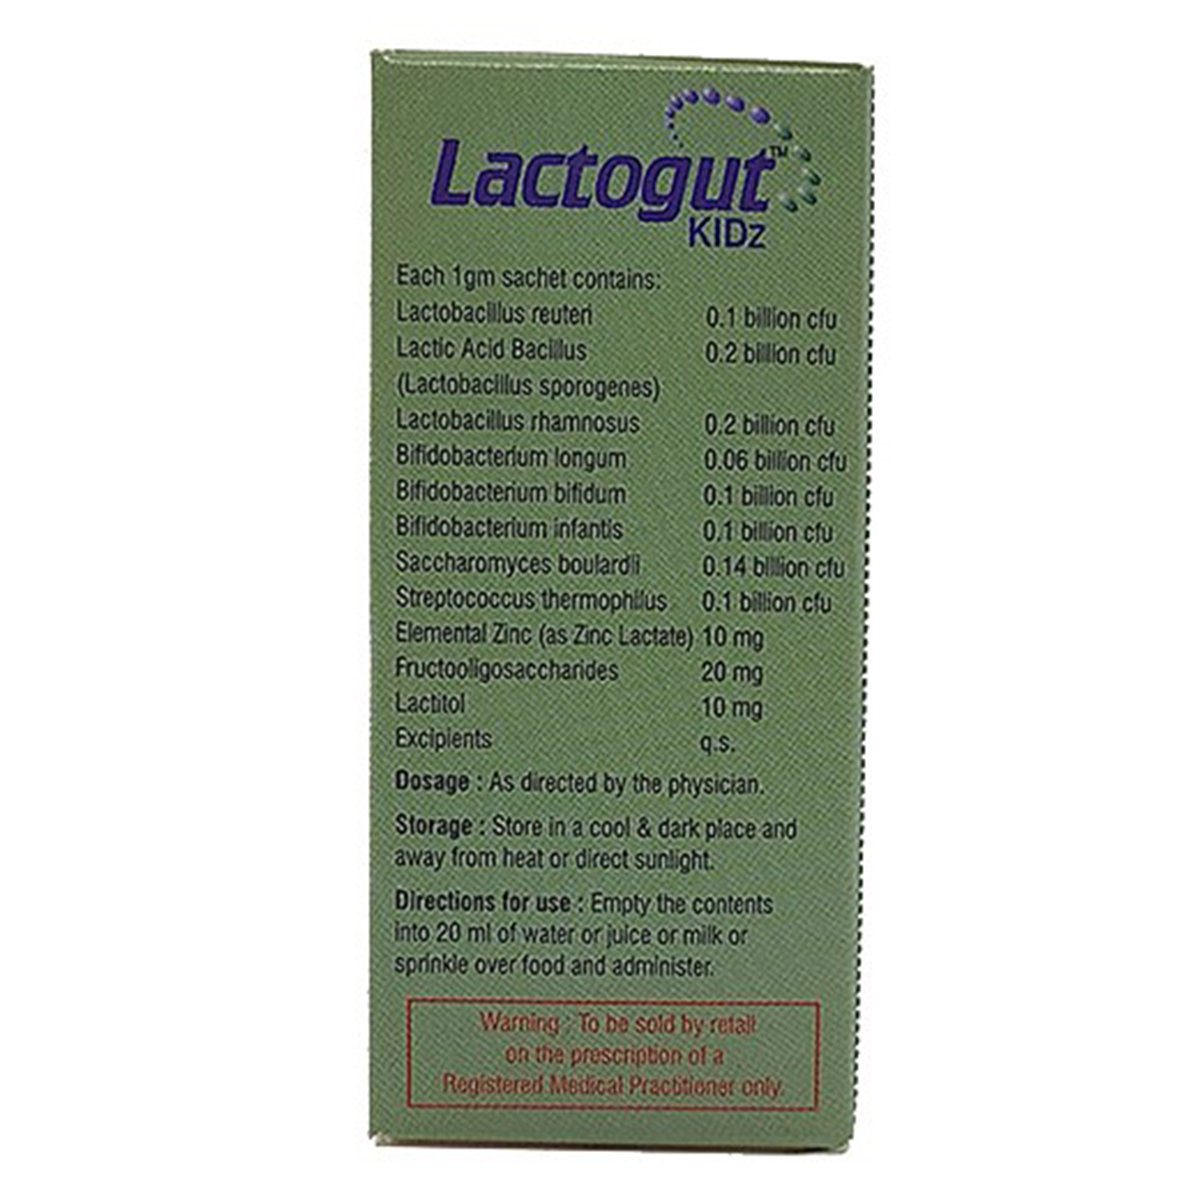 Lactogut™
KIDz
Each 1gm sachet contains:
Lactobacillus reuteri 0.1 billion cfu
Lactic Acid Bacillus 0.2 billion cfu
(Lactobacillus sporogenes)
Lactobacillus rhamnosus 0.2 billion cfu
Bifidobacterium longum 0.06 billion cfu
Bifidobacterium bifidum 0.1 billion cfu
Bifidobacterium infantis 0.1 billion cfu
Saccharomyces boulardii 0.14 billion cfu
Streptococcus thermophilus 0.1 billion cfu
Elemental Zinc (as Zinc Lactate) 10 mg
Fructooligosaccharides 20 mg
Lactitol 10 mg
Excipients q.s.
Dosage : As directed by the physician.
Storage : Store in a cool & dark place and
away from heat or direct sunlight.
Directions for use : Empty the contents
into 20 ml of water or juice or milk or
sprinkle over food and administer.
Warning : To be sold by retail
on the prescription of a
Registered Medical Practitioner only.